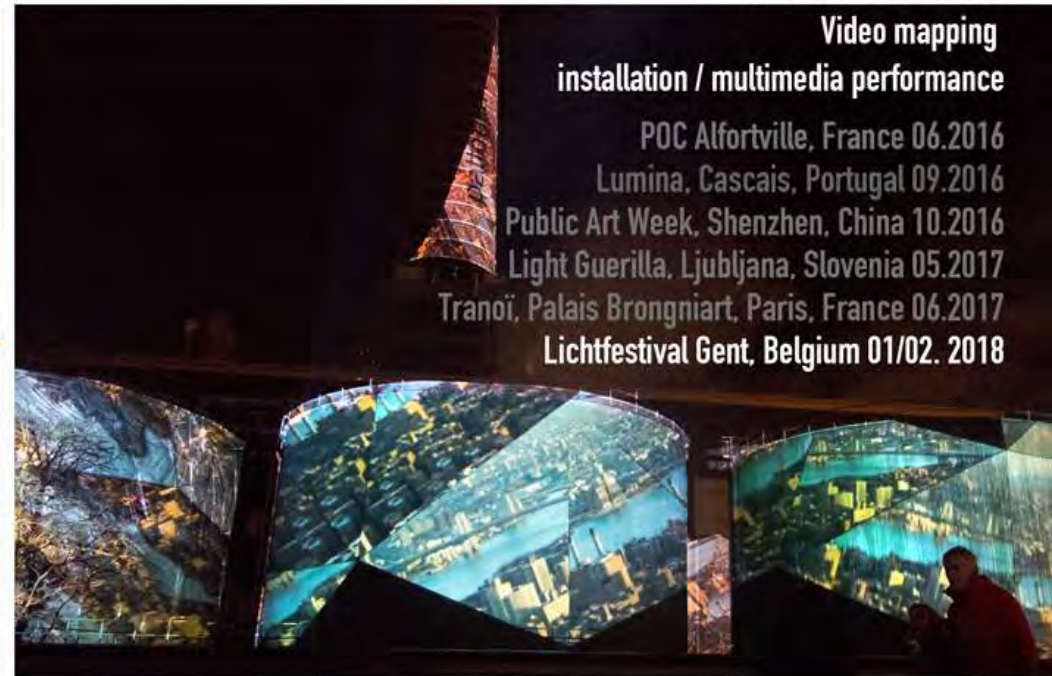 Video mapping
installation / multimedia performance
POC Alfortville, France 06.2016
Lumina, Cascais, Portugal 09.2016
Public Art Week, Shenzhen, China 10.2016
Light Guerilla, Ljubljana, Slovenia 05.2017
Tranoï, Palais Brongniart, Paris, France 06.2017
Lichtfestival Gent, Belgium 01/02. 2018